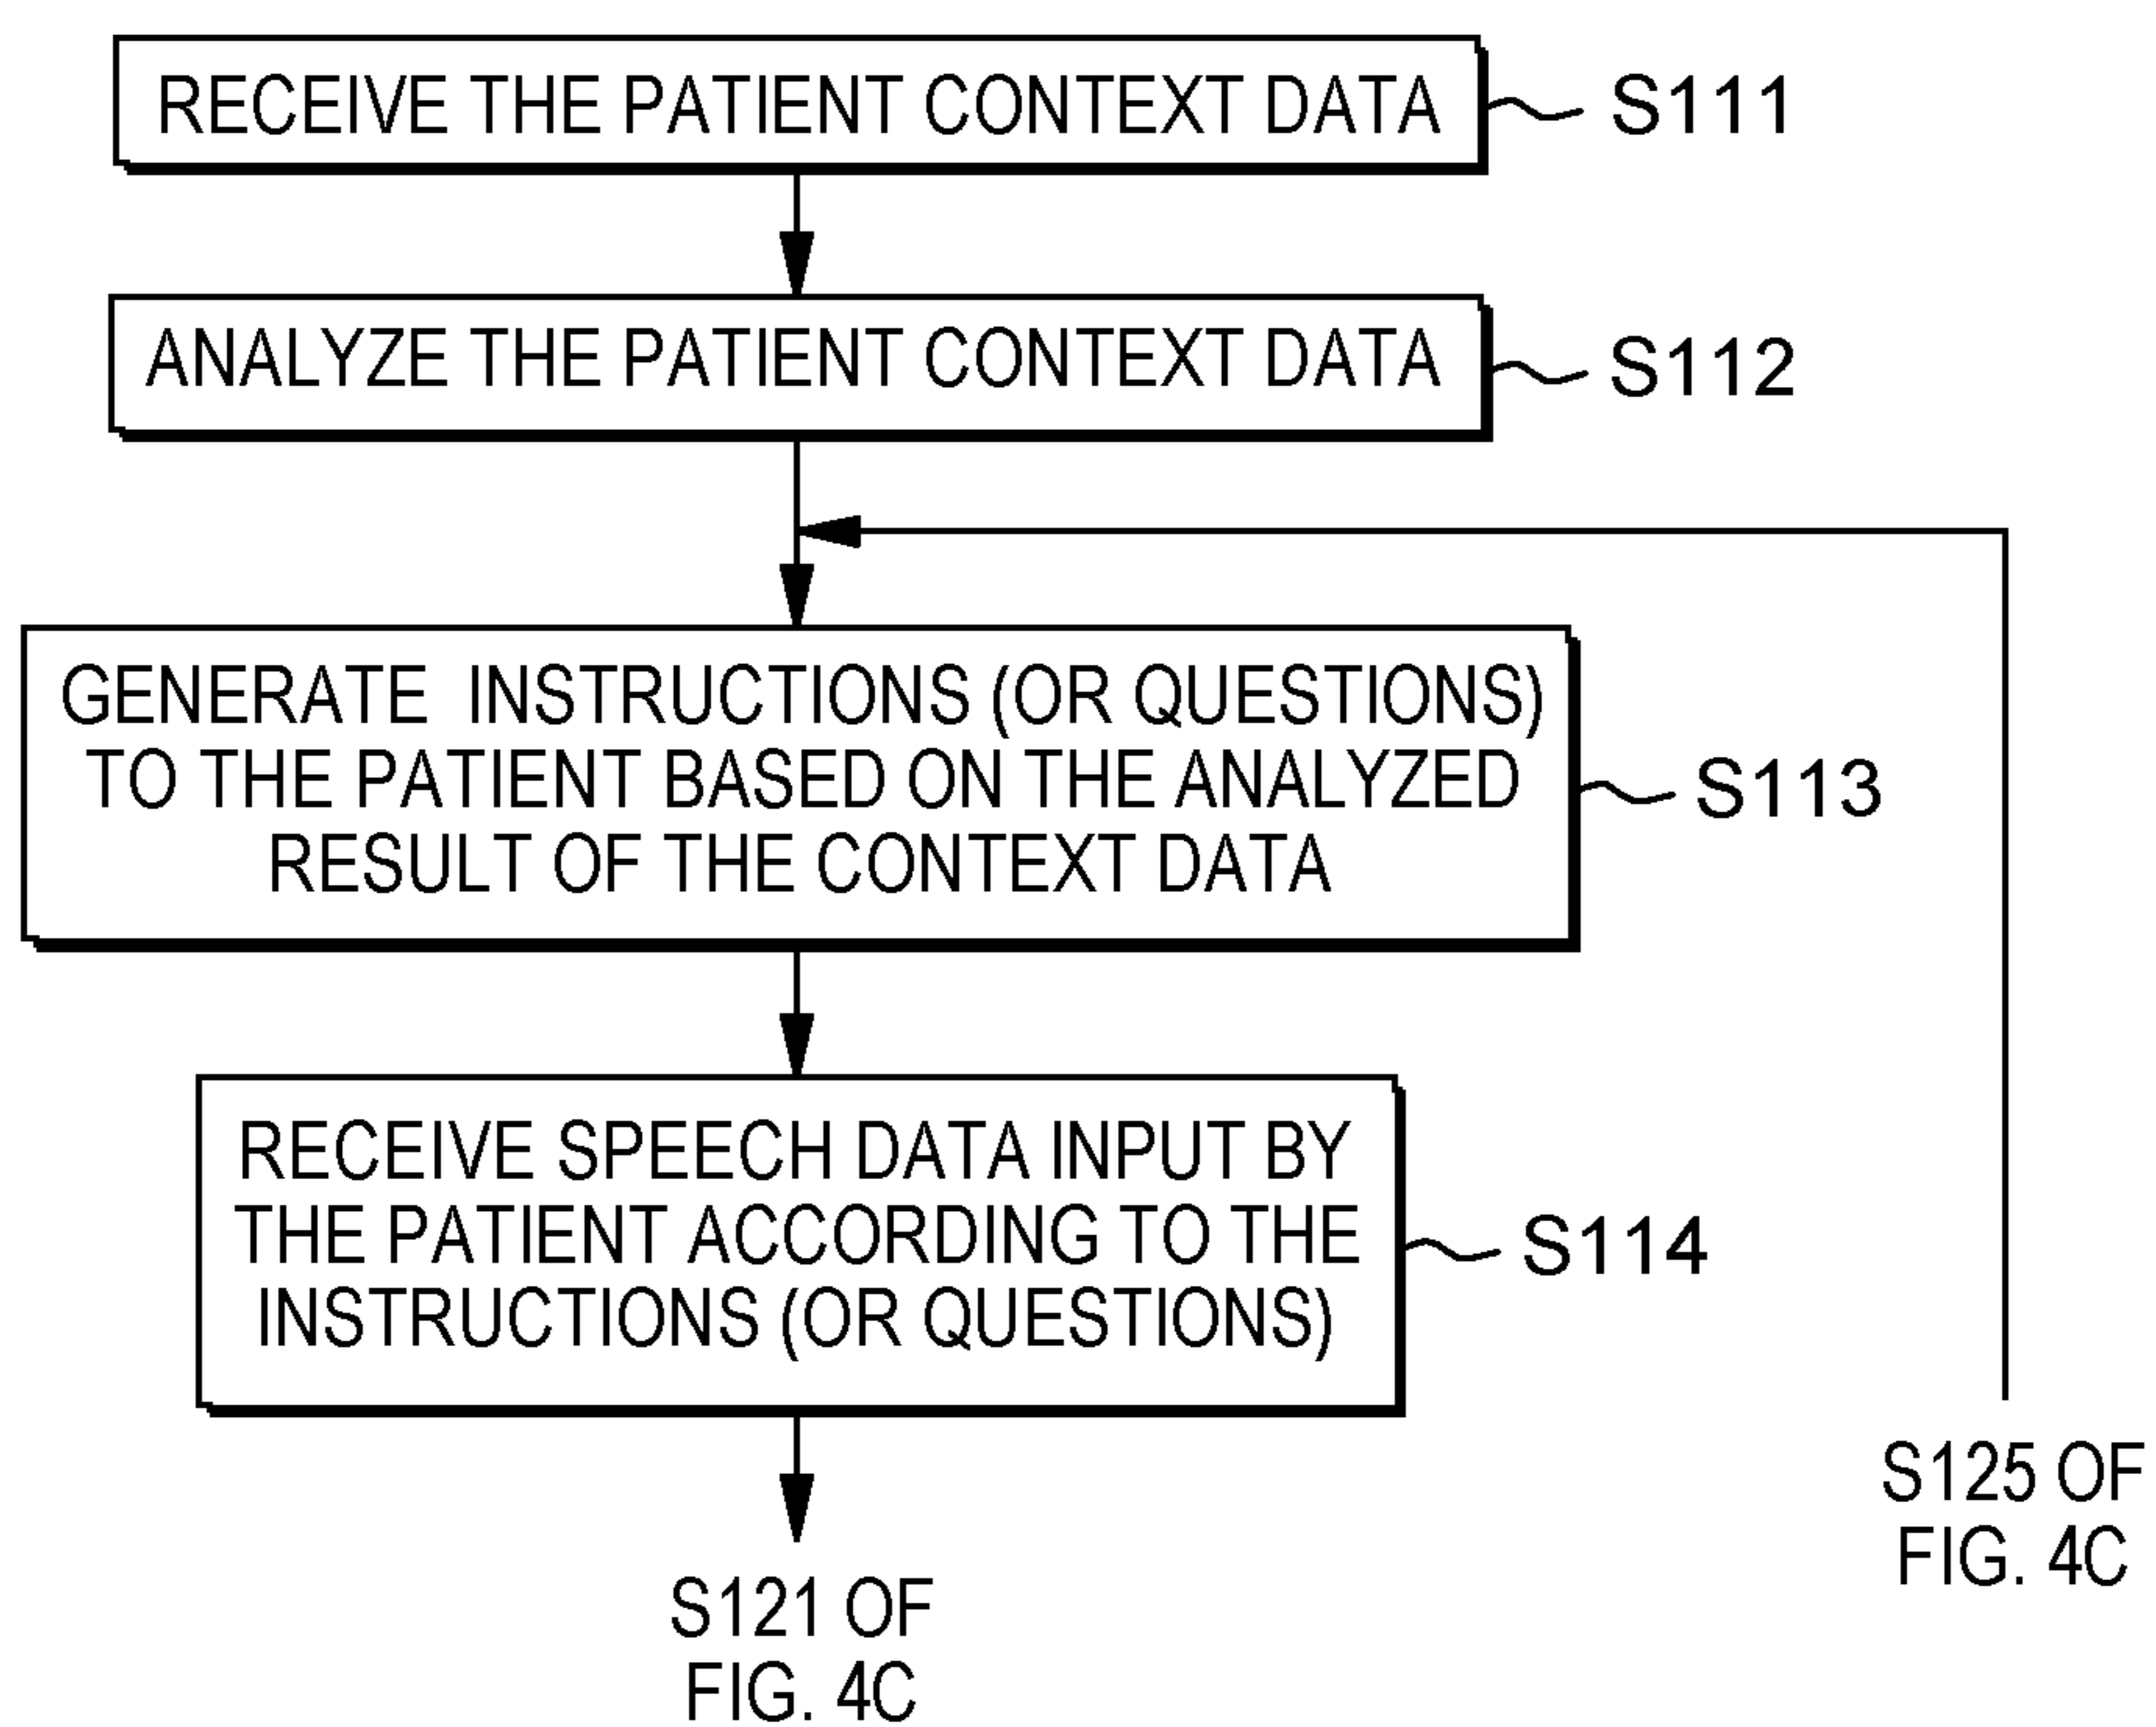 RECEIVE THE PATIENT CONTEXT DATA
S111
ANALYZE THE PATIENT CONTEXT DATA
S112
GENERATE INSTRUCTIONS (OR QUESTIONS)
TO THE PATIENT BASED ON THE ANALYZED
RESULT OF THE CONTEXT DATA
S113
RECEIVE SPEECH DATA INPUT BY
THE PATIENT ACCORDING TO THE
INSTRUCTIONS (OR QUESTIONS)
S114
S125 OF
FIG. 4C
S121 OF
FIG. 4C